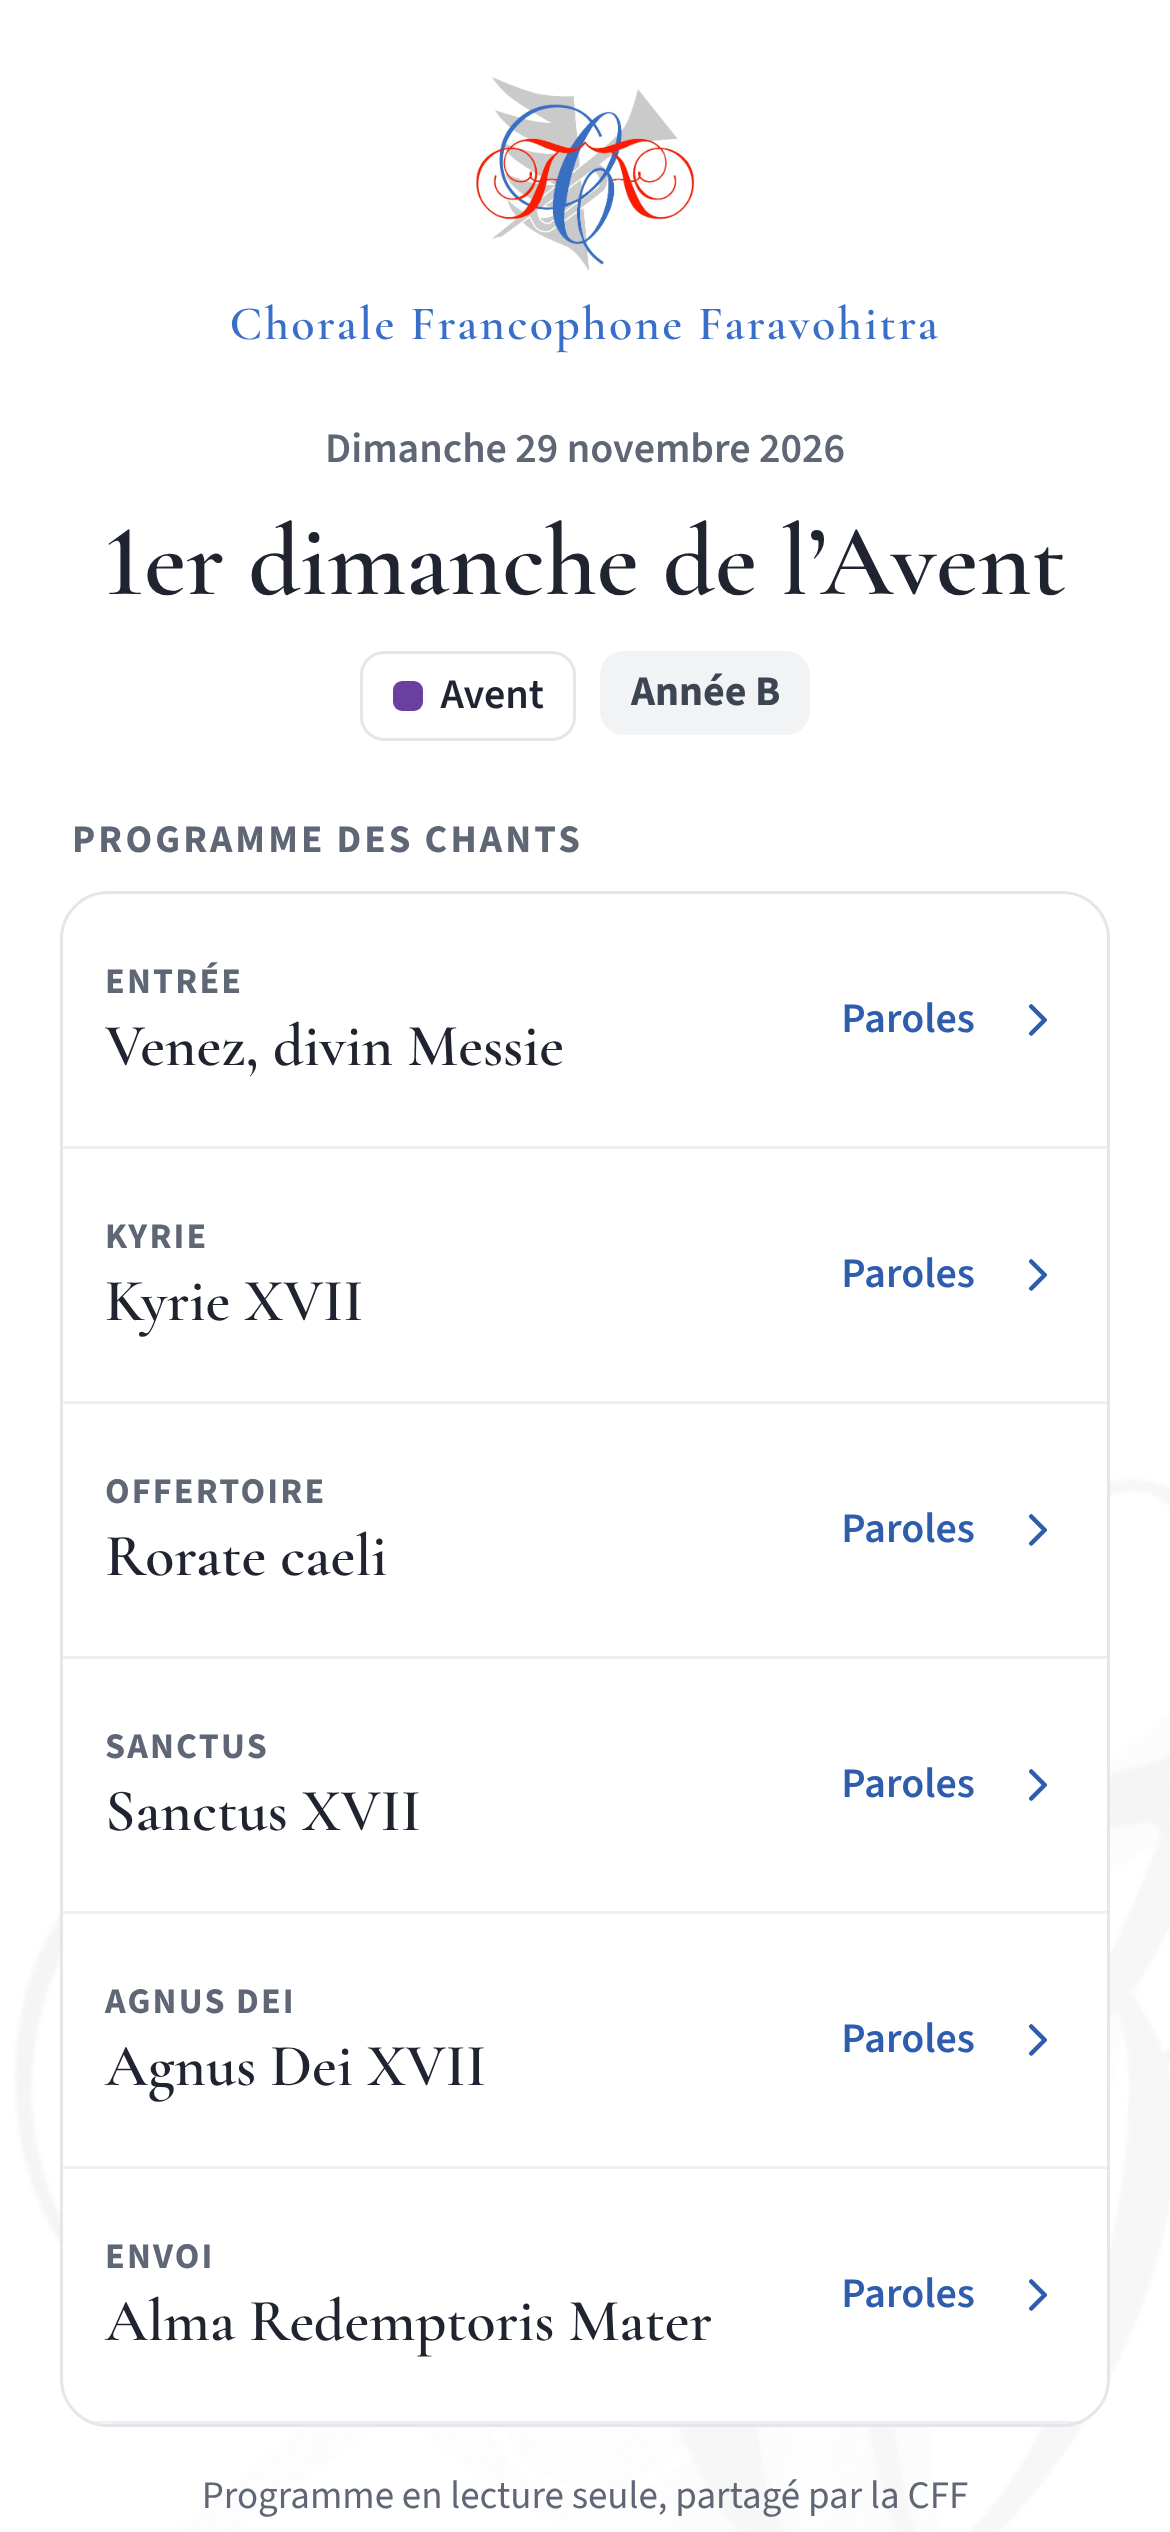 Chorale Francophone Faravohitra
Dimanche 29 novembre 2026
1er dimanche de l’Avent
Avent
Année B
PROGRAMME DES CHANTS
ENTRÉE
Venez, divin Messie
Paroles
KYRIE
Kyrie XVII
Paroles
OFFERTOIRE
Rorate caeli
Paroles
SANCTUS
Sanctus XVII
Paroles
AGNUS DEI
Agnus Dei XVII
Paroles
ENVOI
Alma Redemptoris Mater
Paroles
Programme en lecture seule, partagé par la CFF